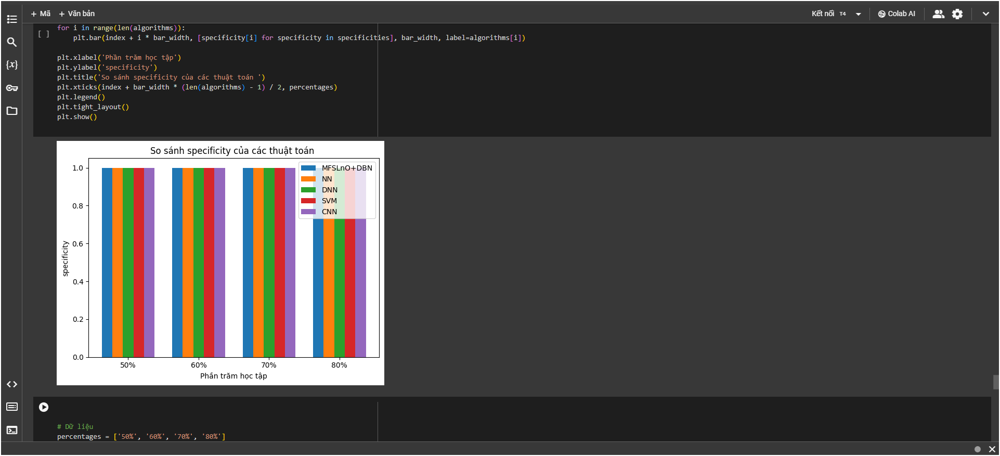 + Mã + Văn bản
Kết nối T4 Colab AI
{x}
[ ]
for i in range(len(algorithms)):
    plt.bar(index + i * bar_width, [specificity[i] for specificity in specificities], bar_width, label=algorithms[i])
plt.xlabel('Phần trăm học tập')
plt.ylabel('specificity')
plt.title('So sánh specificity của các thuật toán ')
plt.xticks(index + bar_width * (len(algorithms) - 1) / 2, percentages)
plt.legend()
plt.tight_layout()
plt.show()
So sánh specificity của các thuật toán
MFSLnO+DBN
NN
DNN
SVM
CNN
specificity
1.0
0.8
0.6
0.4
0.2
0.0
50% 60% 70% 80%
Phần trăm học tập
# Dữ liệu
percentages = ['50%', '60%', '70%', '80%']